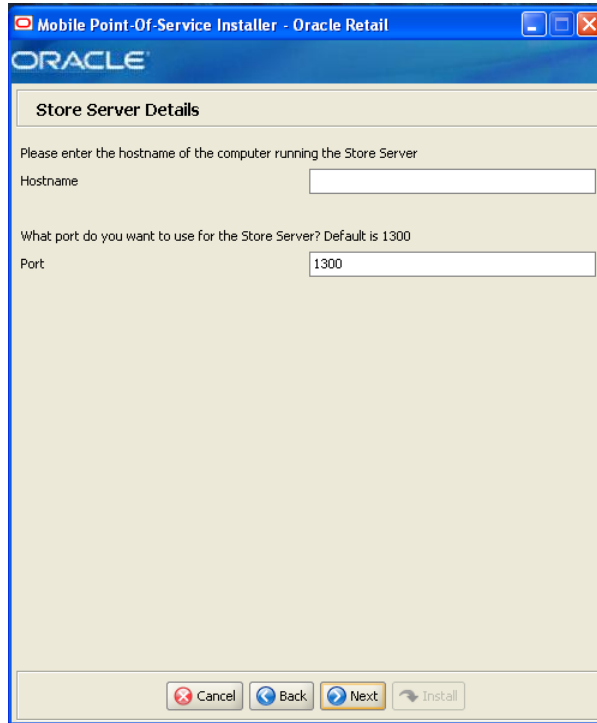 Mobile Point-Of-Service Installer - Oracle Retail
ORACLE
Store Server Details
Please enter the hostname of the computer running the Store Server
Hostname
What port do you want to use for the Store Server? Default is 1300
Port 1300
Cancel Back Next Install